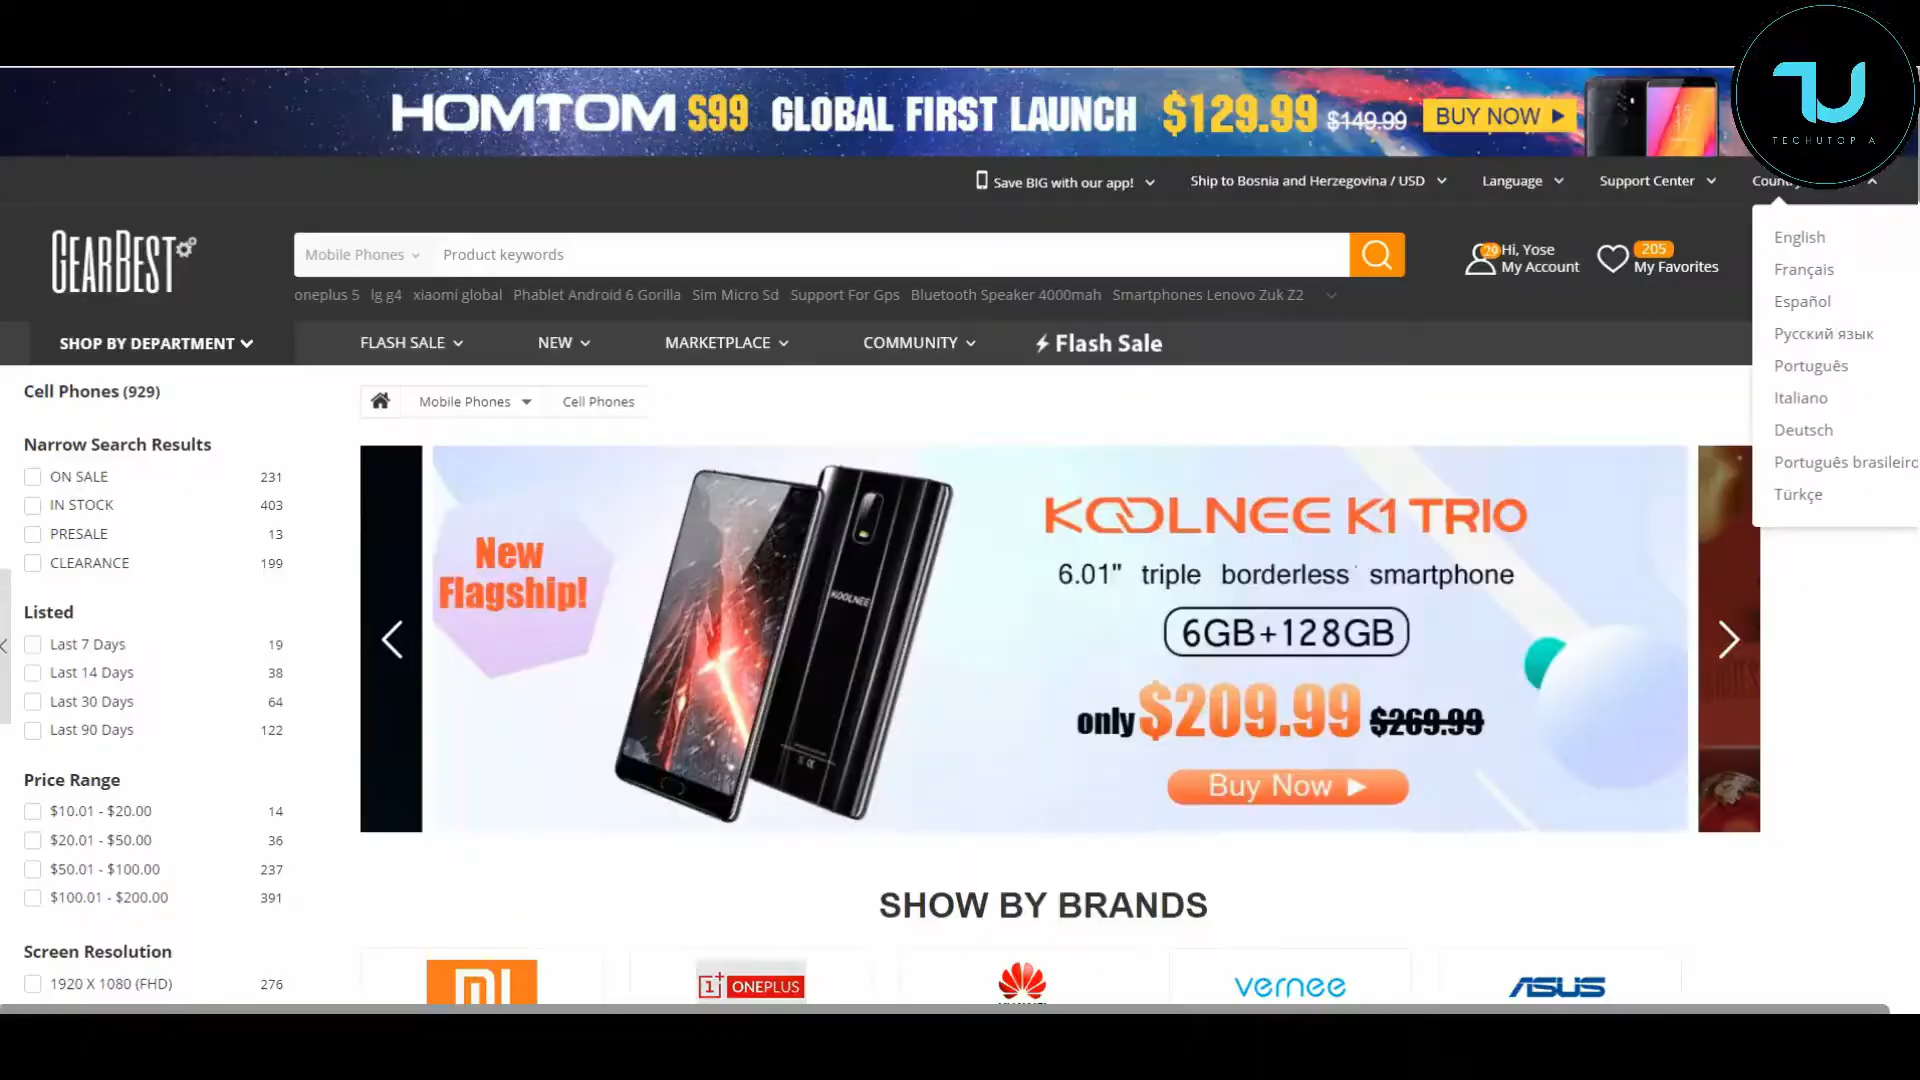 HOMTOM S99 GLOBAL FIRST LAUNCH $129.99 $149.99 BUY NOW
TECHUTOPIA
Save BIG with our app! Ship to Bosnia and Herzegovina / USD Language Support Center
GEARBEST
Mobile Phones Product keywords
29 Hi, Yose
My Account
205
My Favorites
oneplus 5 lg g4 xiaomi global Phablet Android 6 Gorilla Sim Micro Sd Support For Gps Bluetooth Speaker 4000mah Smartphones Lenovo Zuk Z2
English
Français
Español
Русский язык
Português
Italiano
Deutsch
Português brasileiro
Türkçe
SHOP BY DEPARTMENT FLASH SALE NEW MARKETPLACE COMMUNITY Flash Sale
Cell Phones (929)
Mobile Phones Cell Phones
Narrow Search Results
ON SALE 231
IN STOCK 403
PRESALE 13
CLEARANCE 199
Listed
Last 7 Days 19
Last 14 Days 38
Last 30 Days 64
Last 90 Days 122
Price Range
$10.01 - $20.00 14
$20.01 - $50.00 36
$50.01 - $100.00 237
$100.01 - $200.00 391
Screen Resolution
1920 X 1080 (FHD) 276
New
Flagship!
KOOLNEE
KOOLNEE K1 TRIO
6.01" triple borderless smartphone
6GB+128GB
only $209.99 $269.99
Buy Now
SHOW BY BRANDS
MI
1+ ONEPLUS
vernee
ASUS